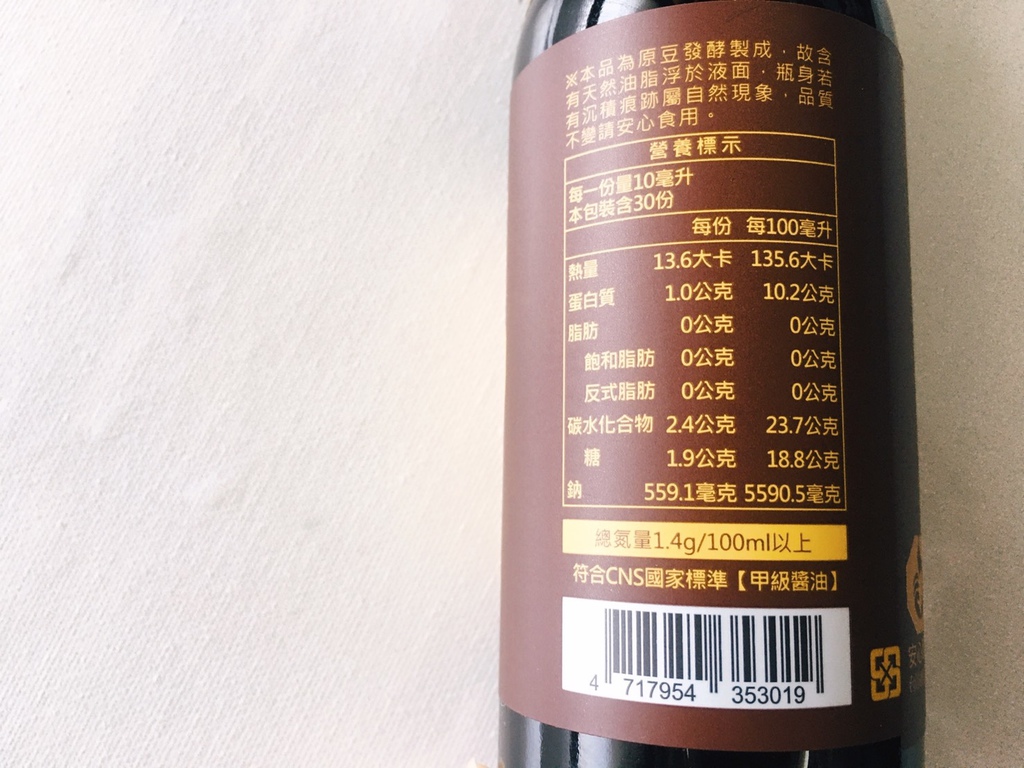 ※本品為原豆發酵製成，故含
有天然油脂浮於液面，瓶身若
有沉積痕跡屬自然現象，品質
不變請安心食用。
營養標示
每一份量10毫升
本包裝含30份
每份 每100毫升
熱量 13.6大卡 135.6大卡
蛋白質 1.0公克 10.2公克
脂肪 0公克 0公克
飽和脂肪 0公克 0公克
反式脂肪 0公克 0公克
碳水化合物 2.4公克 23.7公克
糖 1.9公克 18.8公克
鈉 559.1毫克 5590.5毫克
總氮量1.4g/100ml以上
符合CNS國家標準【甲級醬油】
4 717954 353019